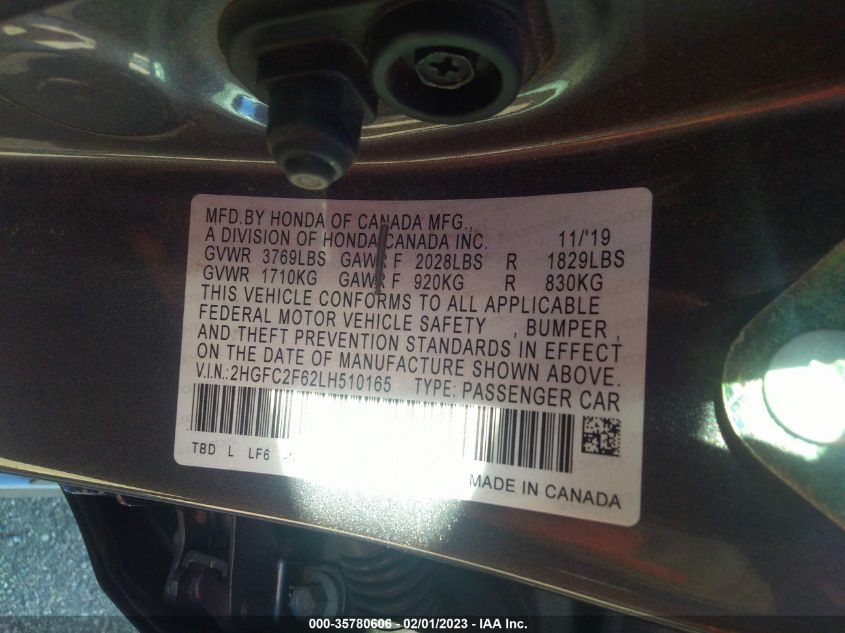 MFD.BY HONDA OF CANADA MFG.,
A DIVISION OF HONDA CANADA INC. 11/'19
GVWR 3769LBS GAWR F 2028LBS R 1829LBS
GVWR 1710KG GAWR F 920KG R 830KG
THIS VEHICLE CONFORMS TO ALL APPLICABLE
FEDERAL MOTOR VEHICLE SAFETY , BUMPER ,
AND THEFT PREVENTION STANDARDS IN EFFECT
ON THE DATE OF MANUFACTURE SHOWN ABOVE.
V.I.N.:2HGFC2F62LH510165 TYPE: PASSENGER CAR
TBD L LF6
MADE IN CANADA
000-35780606 - 02/01/2023 - IAA Inc.